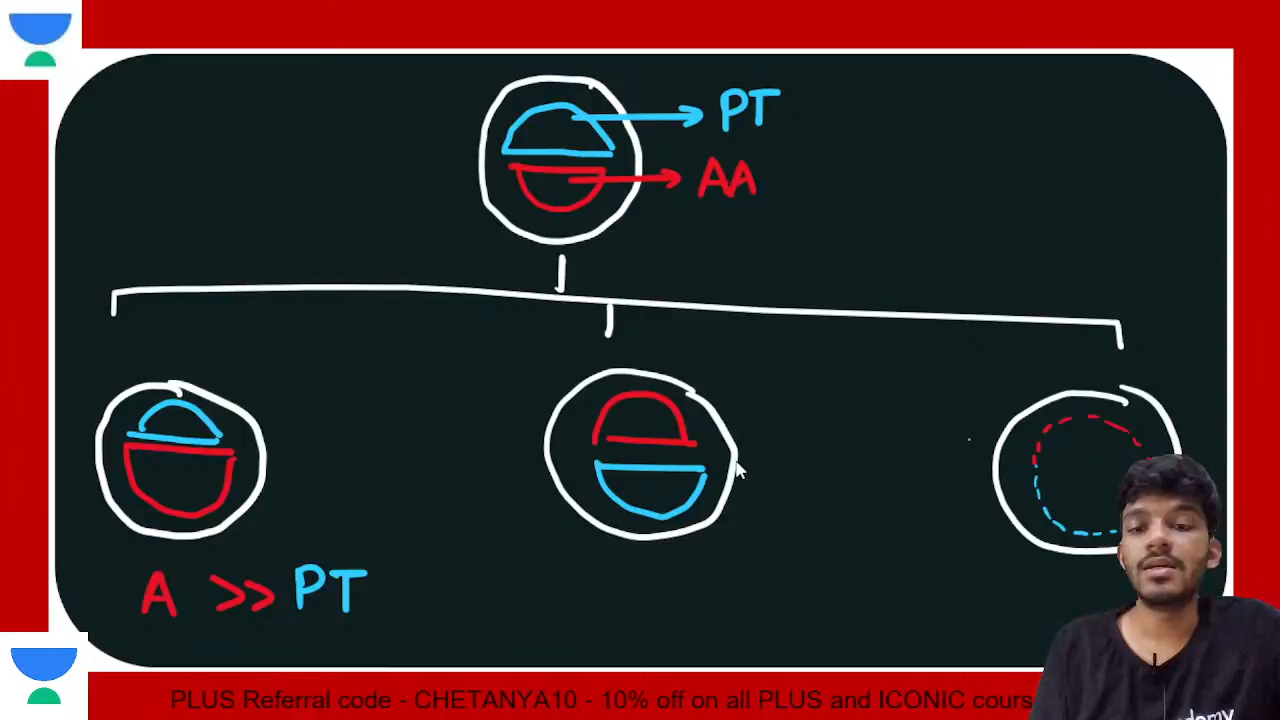 PT
AA
A >> PT
PLUS Referral code - CHETANYA10 - 10% off on all PLUS and ICONIC cours